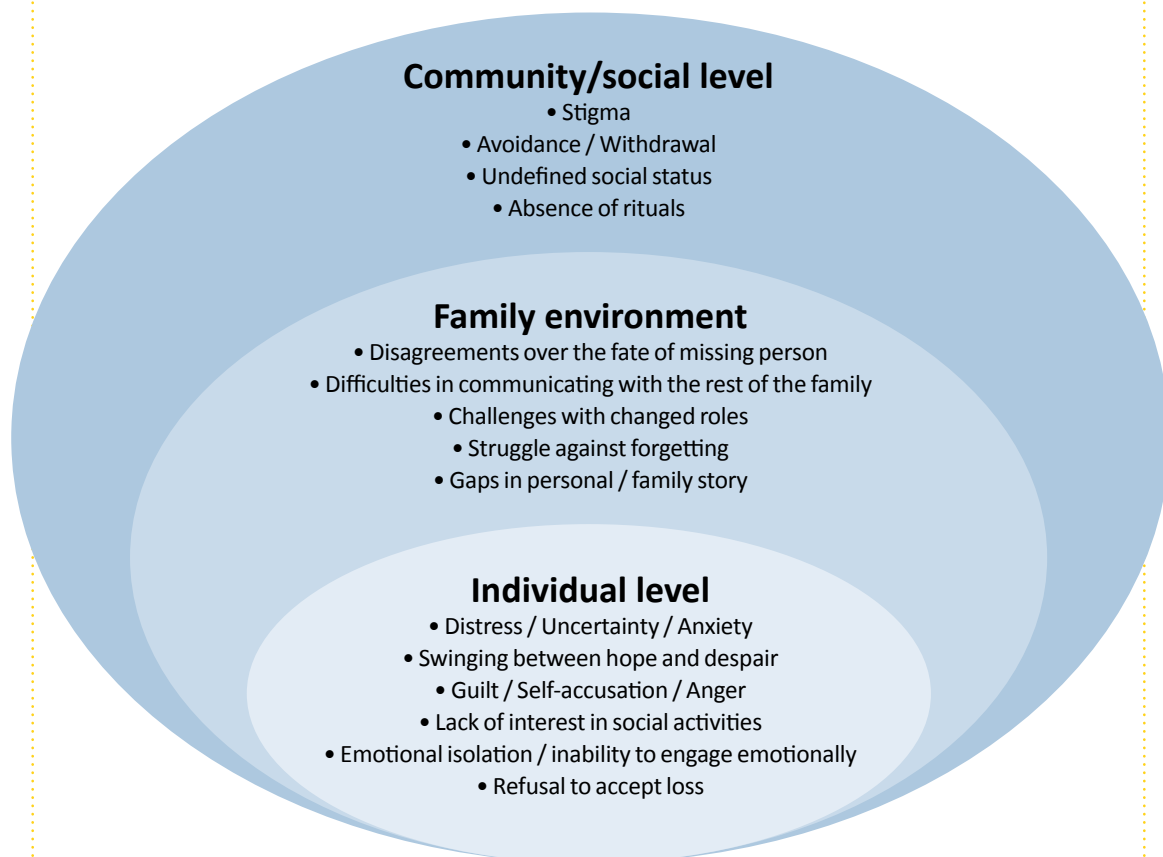 Community/social level
• Stigma
• Avoidance / Withdrawal
• Undefined social status
• Absence of rituals
Family environment
• Disagreements over the fate of missing person
• Difficulties in communicating with the rest of the family
• Challenges with changed roles
• Struggle against forgetting
• Gaps in personal / family story
Individual level
• Distress / Uncertainty / Anxiety
• Swinging between hope and despair
• Guilt / Self-accusation / Anger
• Lack of interest in social activities
• Emotional isolation / inability to engage emotionally
• Refusal to accept loss